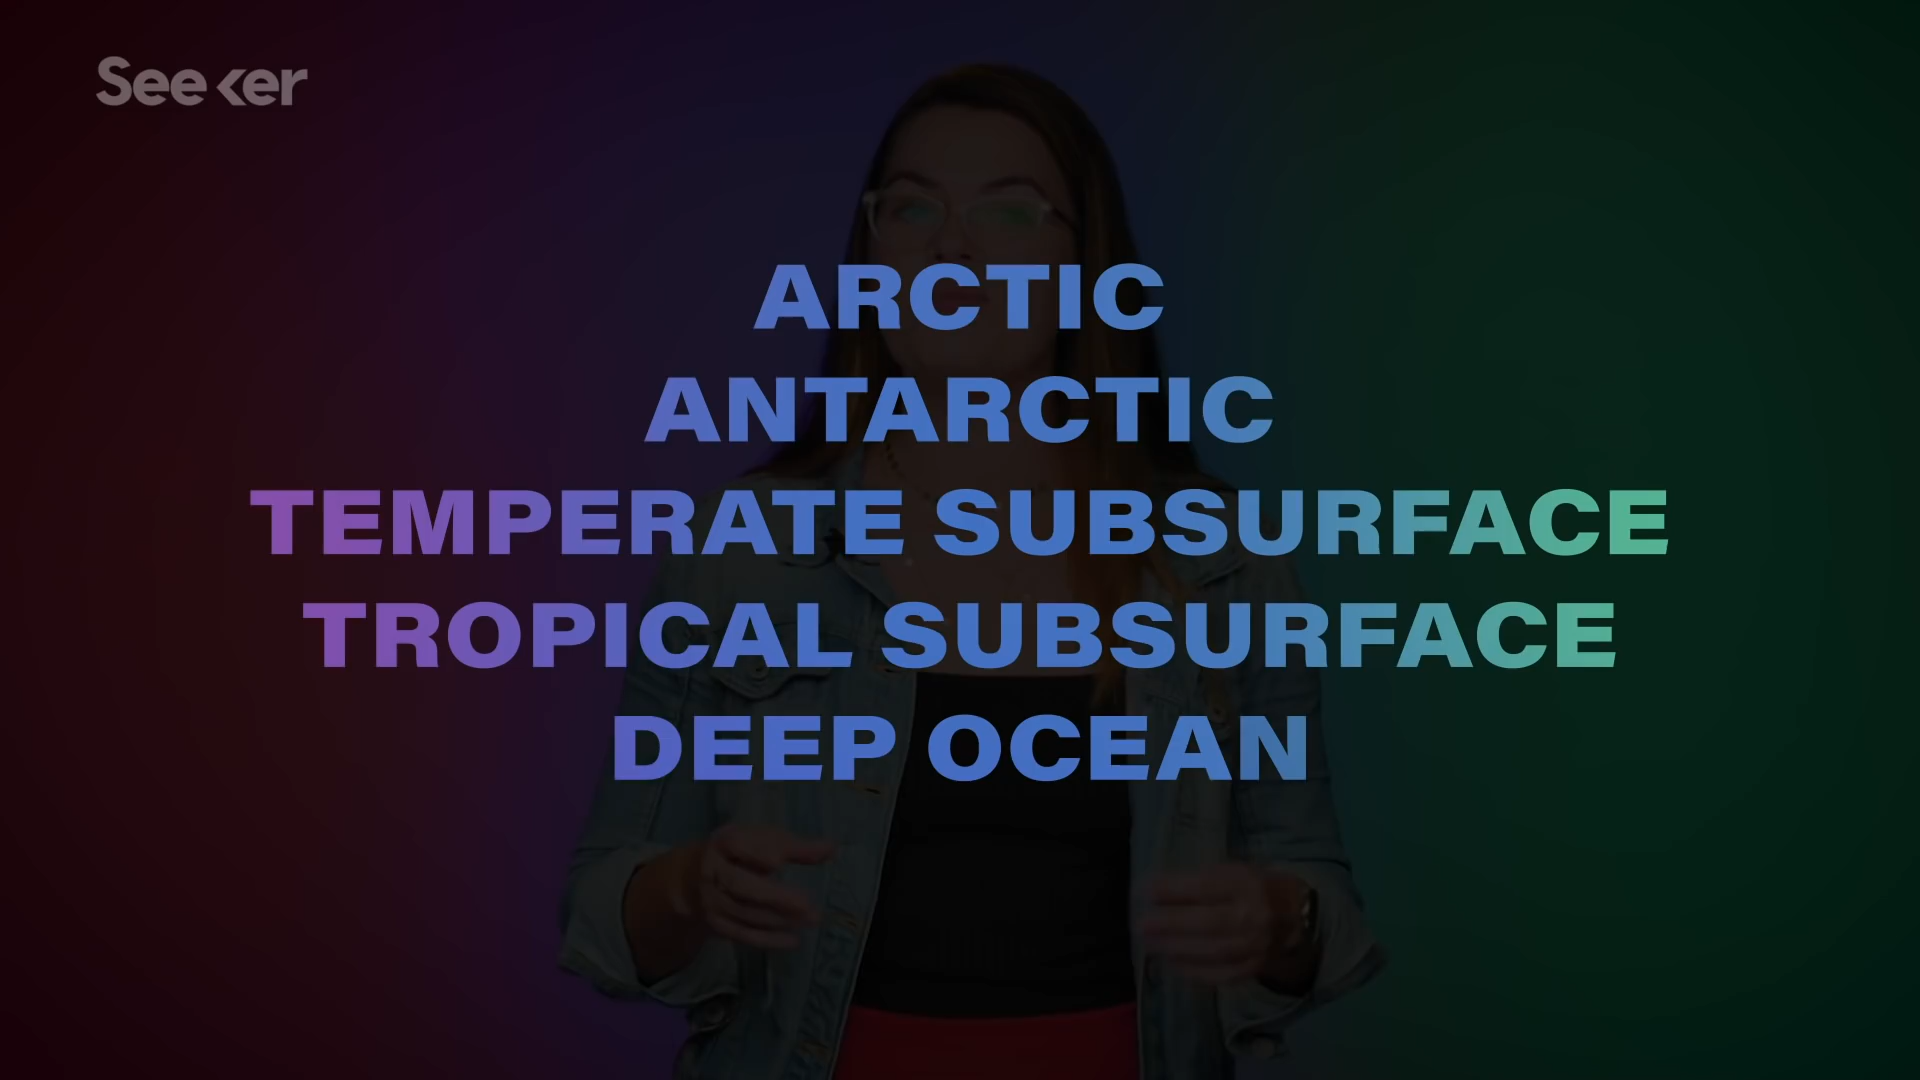 Seeker
ARCTIC
ANTARCTIC
TEMPERATE SUBSURFACE
TROPICAL SUBSURFACE
DEEP OCEAN